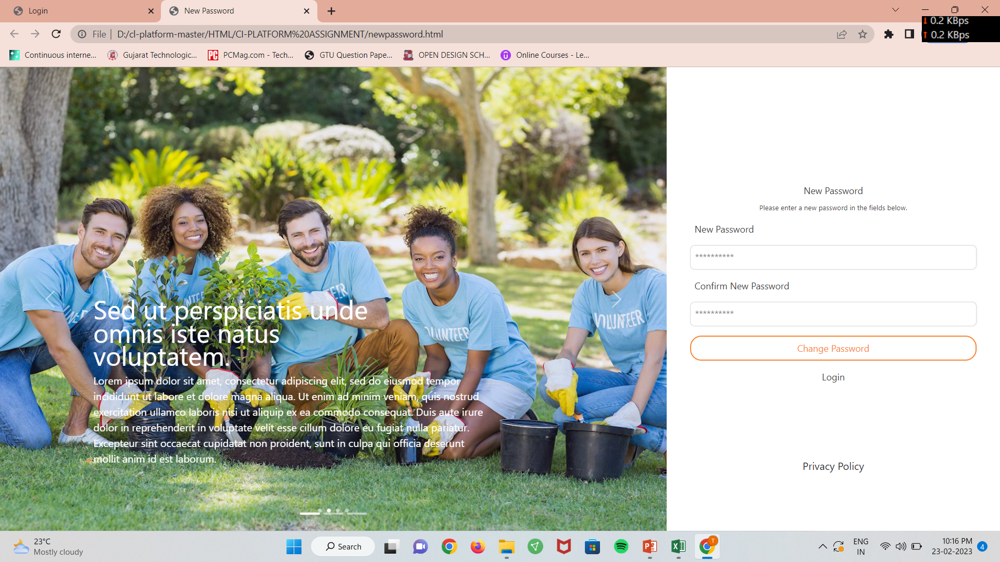 Login
New Password
0.2 KBps
0.2 KBps
File
D:/cl-platform-master/HTML/CI-PLATFORM%20ASSIGNMENT/newpassword.html
Continuous interne...
Gujarat Technologic...
PC
PCMag.com - Tech...
GTU Question Pape...
OPEN DESIGN SCH...
Online Courses - Le...
VOLUNTEER
VOLUNTEER
Sed ut perspiciatis unde
omnis iste natus
voluptatem.
Lorem ipsum dolor sit amet, consectetur adipiscing elit, sed do eiusmod tempor
incididunt ut labore et dolore magna aliqua. Ut enim ad minim veniam, quis nostrud
exercitation ullamco laboris nisi ut aliquip ex ea commodo consequat. Duis aute irure
dolor in reprehenderit in voluptate velit esse cillum dolore eu fugiat nulla pariatur.
Excepteur sint occaecat cupidatat non proident, sunt in culpa qui officia deserunt
mollit anim id est laborum.
New Password
Please enter a new password in the fields below.
New Password
**********
Confirm New Password
**********
Change Password
Login
Privacy Policy
23°C
Mostly cloudy
Search
T
ENG
IN
10:16 PM
23-02-2023
4